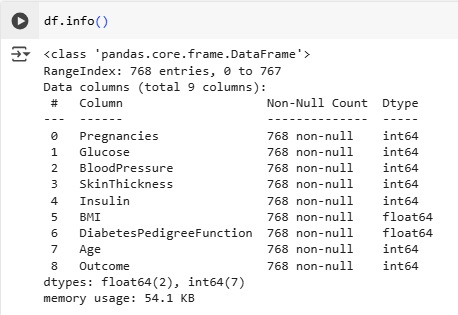 df.info()
<class 'pandas.core.frame.DataFrame'>
RangeIndex: 768 entries, 0 to 767
Data columns (total 9 columns):
 #   Column                    Non-Null Count  Dtype
---  ------                    --------------  -----
 0   Pregnancies               768 non-null    int64
 1   Glucose                   768 non-null    int64
 2   BloodPressure             768 non-null    int64
 3   SkinThickness             768 non-null    int64
 4   Insulin                   768 non-null    int64
 5   BMI                       768 non-null    float64
 6   DiabetesPedigreeFunction  768 non-null    float64
 7   Age                       768 non-null    int64
 8   Outcome                   768 non-null    int64
dtypes: float64(2), int64(7)
memory usage: 54.1 KB